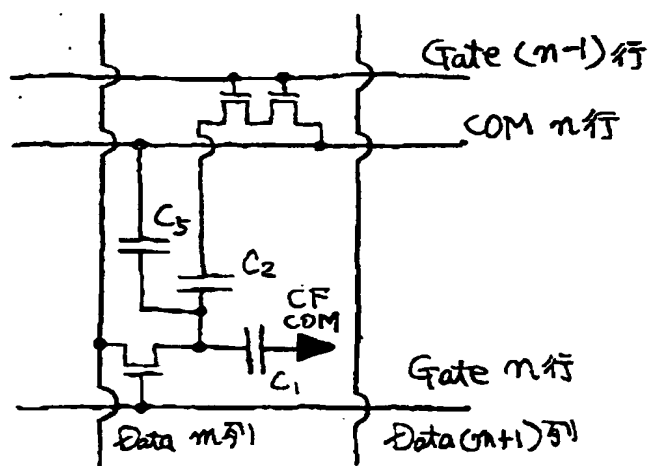 Gate (n-1)行
COM n行
C5
C2
CF
COM
C1
Gate n行
Data m列
Data(m+1)列